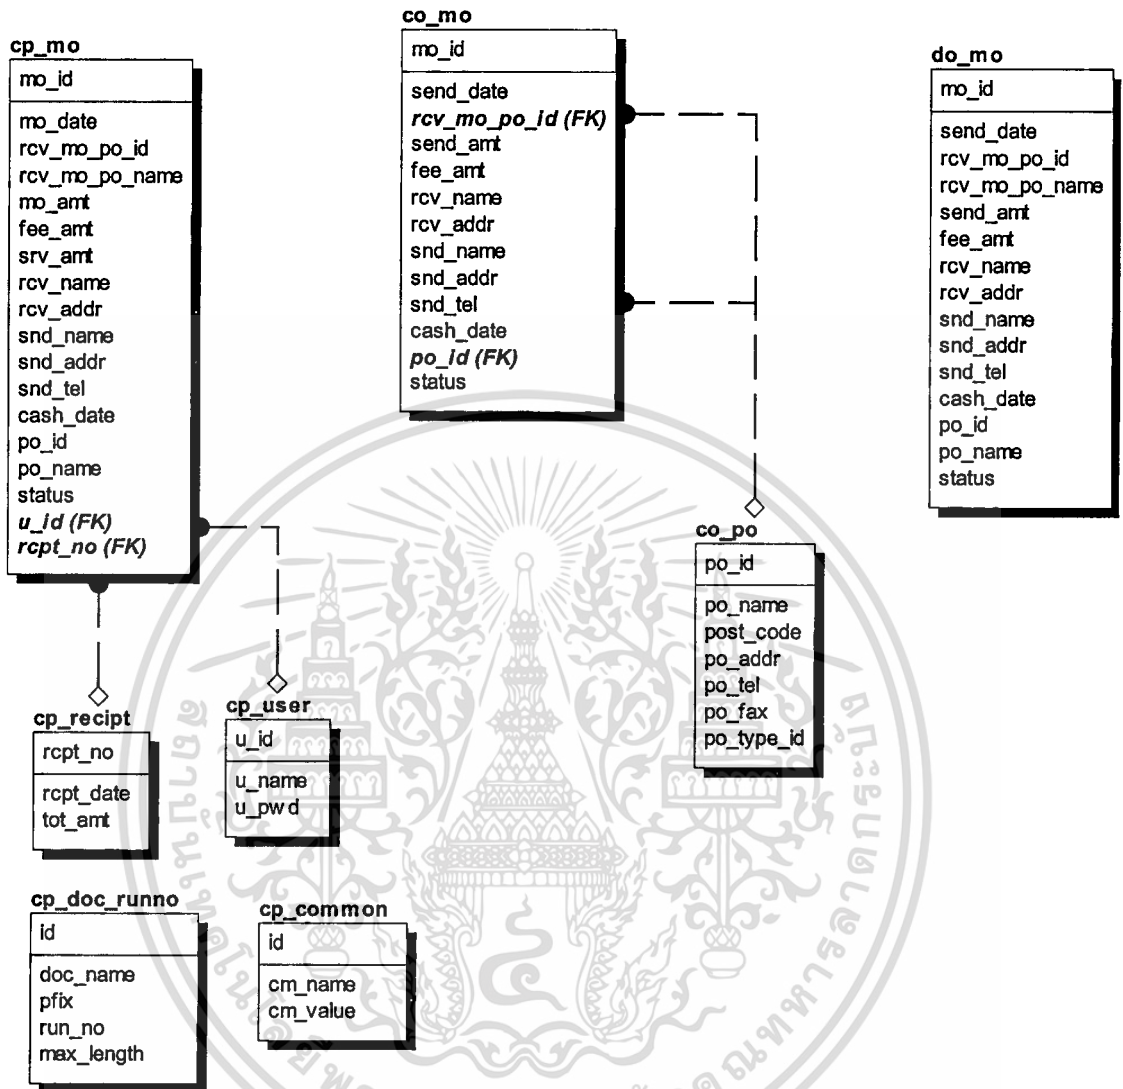 cp_mo
mo_id
mo_date
rcv_mo_po_id
rcv_mo_po_name
mo_amt
fee_amt
srv_amt
rcv_name
rcv_addr
snd_name
snd_addr
snd_tel
cash_date
po_id
po_name
status
u_id (FK)
rcpt_no (FK)
co_mo
mo_id
send_date
rcv_mo_po_id (FK)
send_amt
fee_amt
rcv_name
rcv_addr
snd_name
snd_addr
snd_tel
cash_date
po_id (FK)
status
do_mo
mo_id
send_date
rcv_mo_po_id
rcv_mo_po_name
send_amt
fee_amt
rcv_name
rcv_addr
snd_name
snd_addr
snd_tel
cash_date
po_id
po_name
status
co_po
po_id
po_name
post_code
po_addr
po_tel
po_fax
po_type_id
cp_recipt
rcpt_no
rcpt_date
tot_amt
cp_user
u_id
u_name
u_pwd
cp_doc_runno
id
doc_name
pfix
run_no
max_length
cp_common
id
cm_name
cm_value